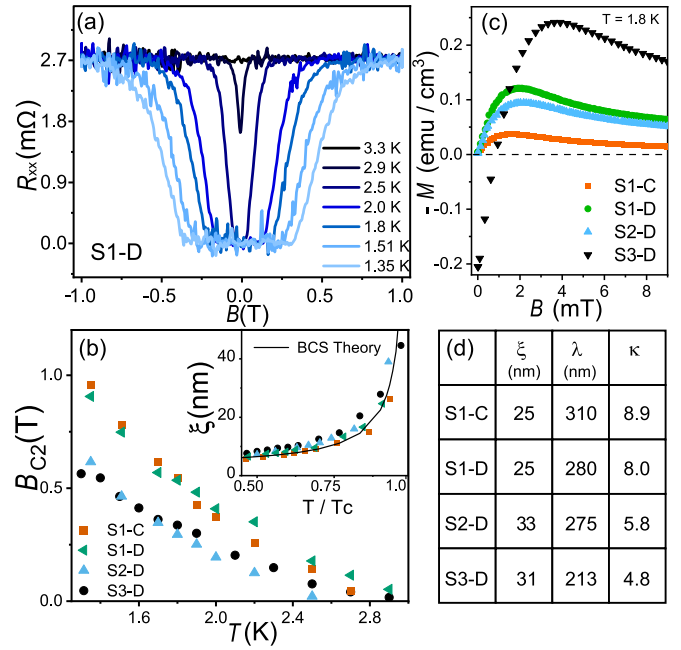 (a)
2.7
1.8
0.9
0.0
Rxx(mΩ)
S1-D
3.3 K
2.9 K
2.5 K
2.0 K
1.8 K
1.51 K
1.35 K
-1.0 -0.5 0.0 0.5 1.0
B(T)
(c)
T = 1.8 K
0.2
0.1
0.0
-0.1
-0.2
- M (emu / cm³)
S1-C
S1-D
S2-D
S3-D
0 2 4 6 8
B (mT)
(b)
1.0
0.5
0.0
BC2(T)
S1-C
S1-D
S2-D
S3-D
1.2 1.6 2.0 2.4 2.8
T(K)
BCS Theory
40
20
0
ξ(nm)
0.50 0.75 1.00
T / Tc
(d)
ξ (nm) λ (nm) κ
S1-C 25 310 8.9
S1-D 25 280 8.0
S2-D 33 275 5.8
S3-D 31 213 4.8